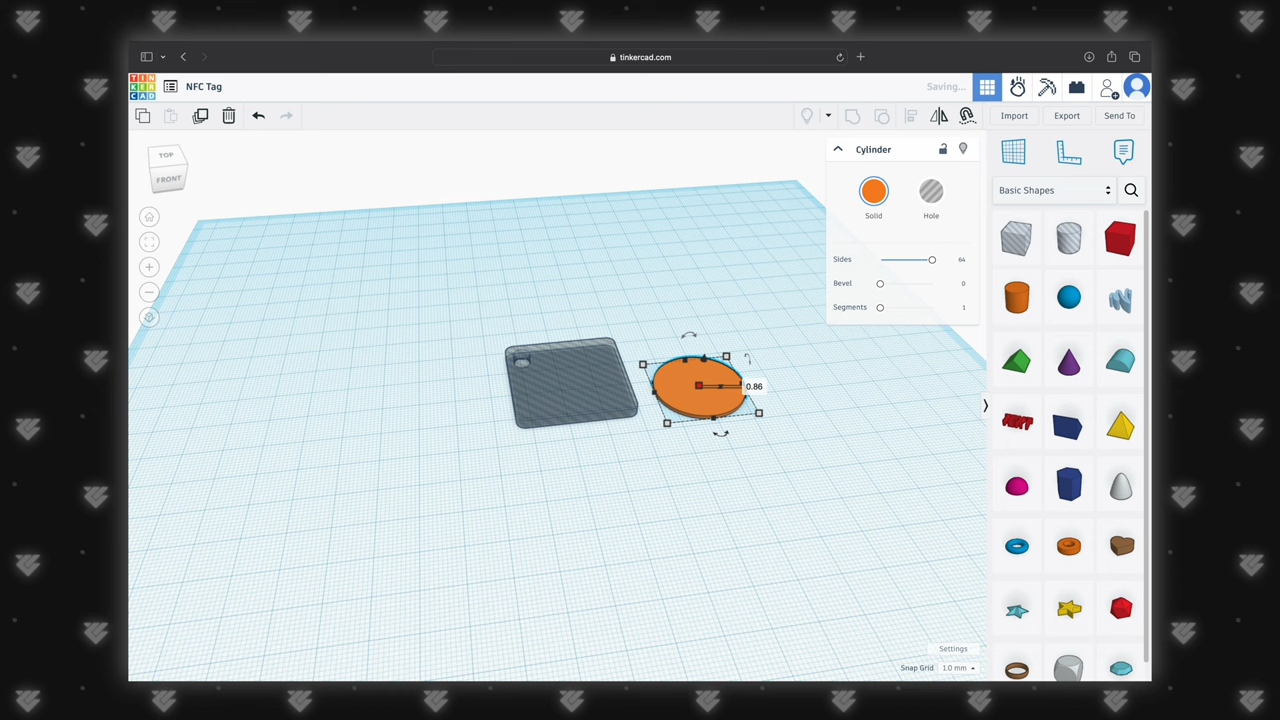 tinkercad.com
TIN
KER
CAD
NFC Tag
Saving...
Import
Export
Send To
TOP
FRONT
Cylinder
Solid
Hole
Sides
64
Bevel
0
Segments
1
Basic Shapes
0.86
TEXT
Settings
Snap Grid
1.0 mm